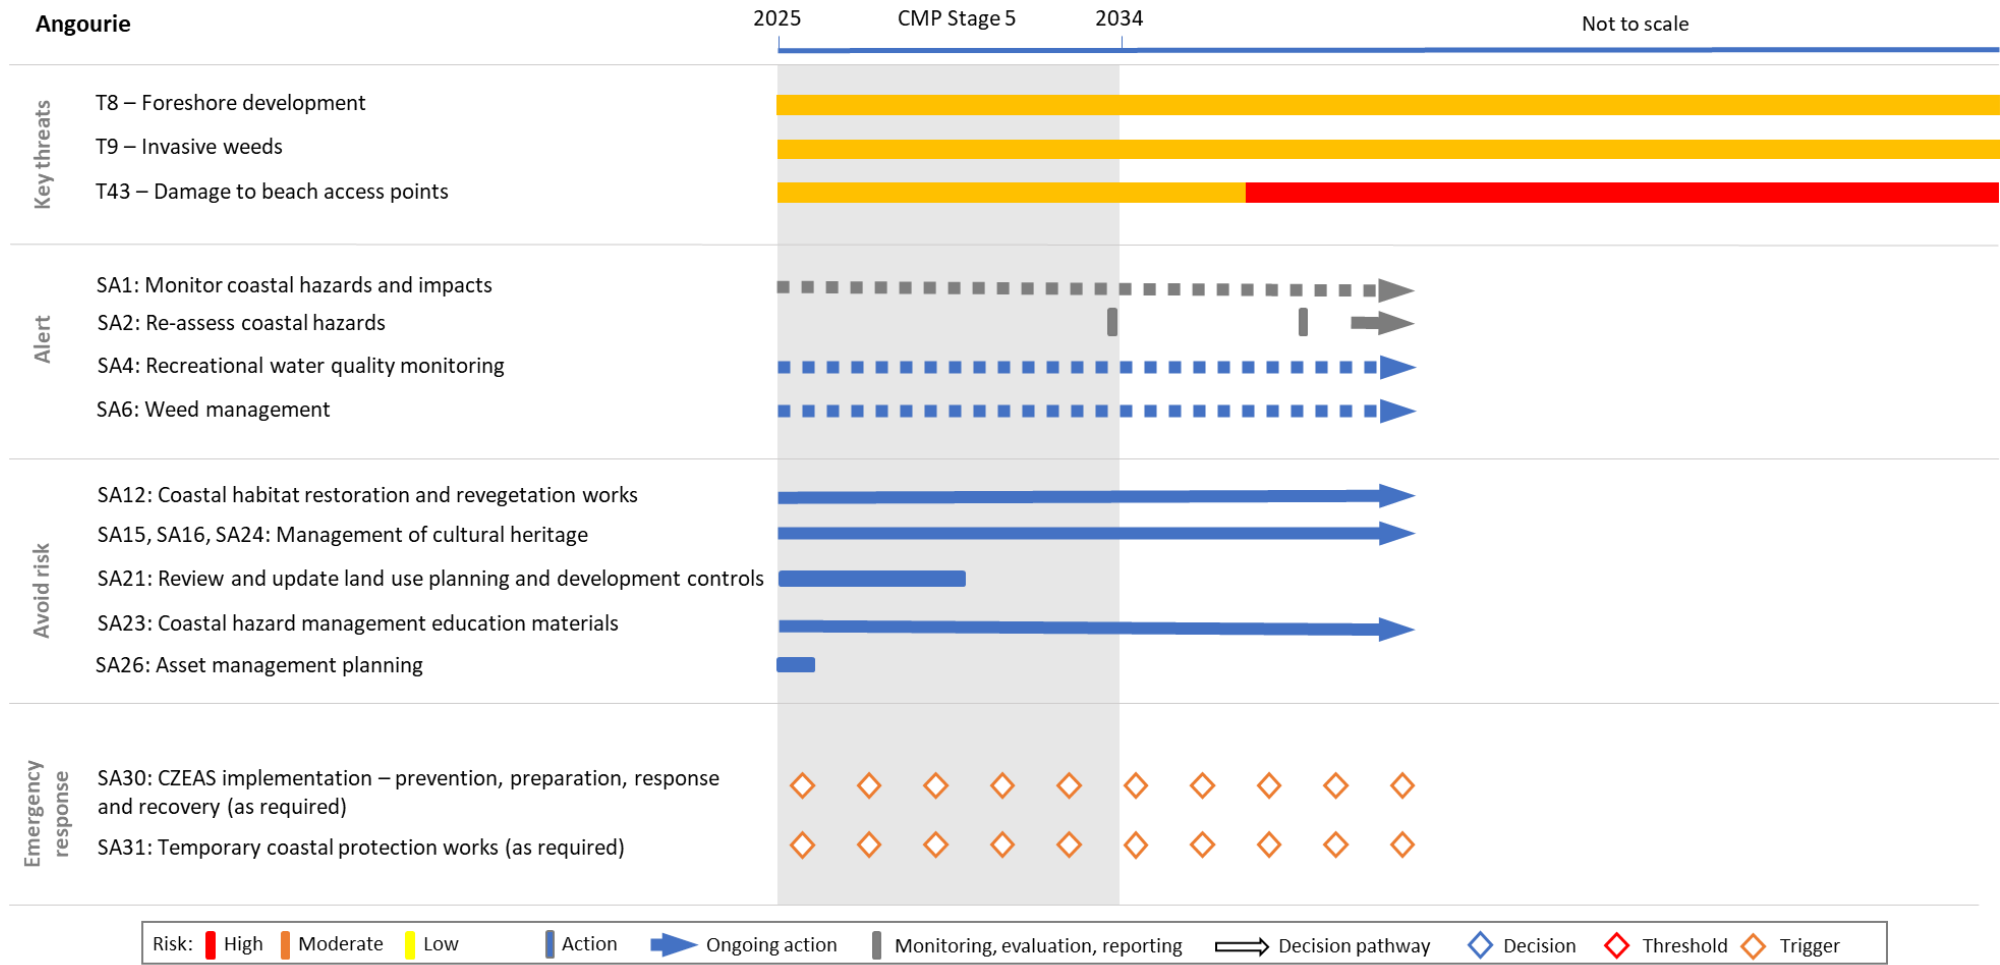 Angourie
2025 CMP Stage 5 2034 Not to scale
Key threats
T8 – Foreshore development
T9 – Invasive weeds
T43 – Damage to beach access points
Alert
SA1: Monitor coastal hazards and impacts
SA2: Re-assess coastal hazards
SA4: Recreational water quality monitoring
SA6: Weed management
Avoid risk
SA12: Coastal habitat restoration and revegetation works
SA15, SA16, SA24: Management of cultural heritage
SA21: Review and update land use planning and development controls
SA23: Coastal hazard management education materials
SA26: Asset management planning
Emergency
response
SA30: CZEAS implementation – prevention, preparation, response
and recovery (as required)
SA31: Temporary coastal protection works (as required)
Risk: High Moderate Low Action Ongoing action Monitoring, evaluation, reporting Decision pathway Decision Threshold Trigger